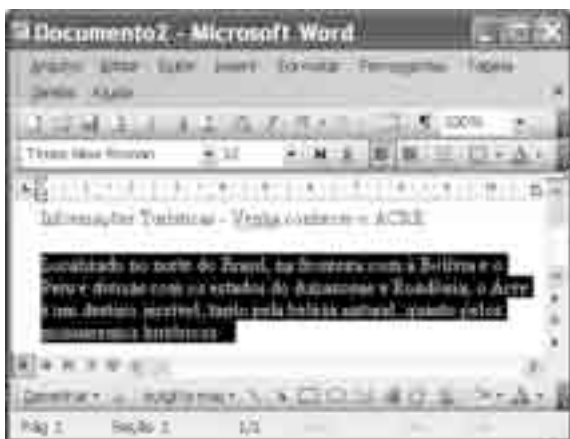 Documento2 - Microsoft Word
Arquivo Editar Exibir Inserir Formatar Ferramentas Tabela
Janela Ajuda
100%
Times New Roman 12 N
Informações Turísticas - Venha conhecer o ACRE
Localizado no norte do Brasil, na fronteira com a Bolívia e o
Peru e divisão com os estados do Amazonas e Rondônia, o Acre
é um destino incrível, tanto pela beleza natural, quanto pelos
monumentos históricos.
Desenhar AutoFormas
Pág 1 Seção 1 1/1